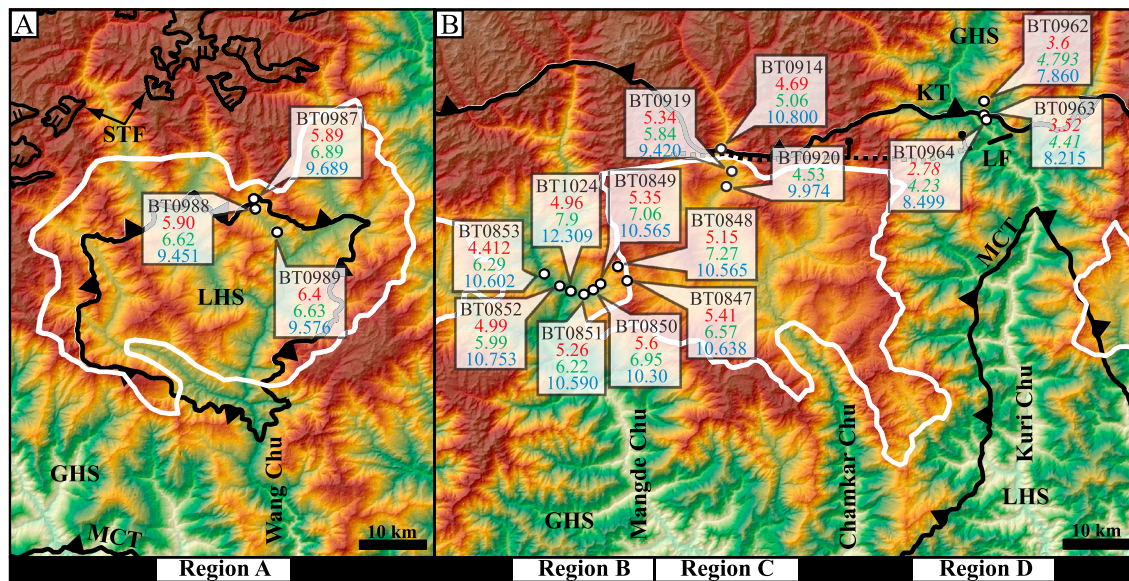 A
STF
BT0987
5.89
6.89
9.689
BT0988
5.90
6.62
9.451
LHS
BT0989
6.4
6.63
9.576
GHS
MCT
Wang Chu
10 km
Region A
B
GHS
BT0962
3.6
4.793
7.860
BT0914
4.69
5.06
10.800
KT
BT0919
5.34
5.84
9.420
BT0963
3.52
4.41
8.215
BT0920
4.53
9.974
BT0964
2.78
4.23
8.499
LF
BT1024
4.96
7.9
12.309
BT0849
5.35
7.06
10.565
BT0848
5.15
7.27
10.565
BT0853
4.412
6.29
10.602
BT0852
4.99
5.99
10.753
BT0851
5.26
6.22
10.590
BT0850
5.6
6.95
10.30
BT0847
5.41
6.57
10.638
MCT
Mangde Chu
Chamkar Chu
Kuri Chu
GHS
LHS
10 km
Region B
Region C
Region D